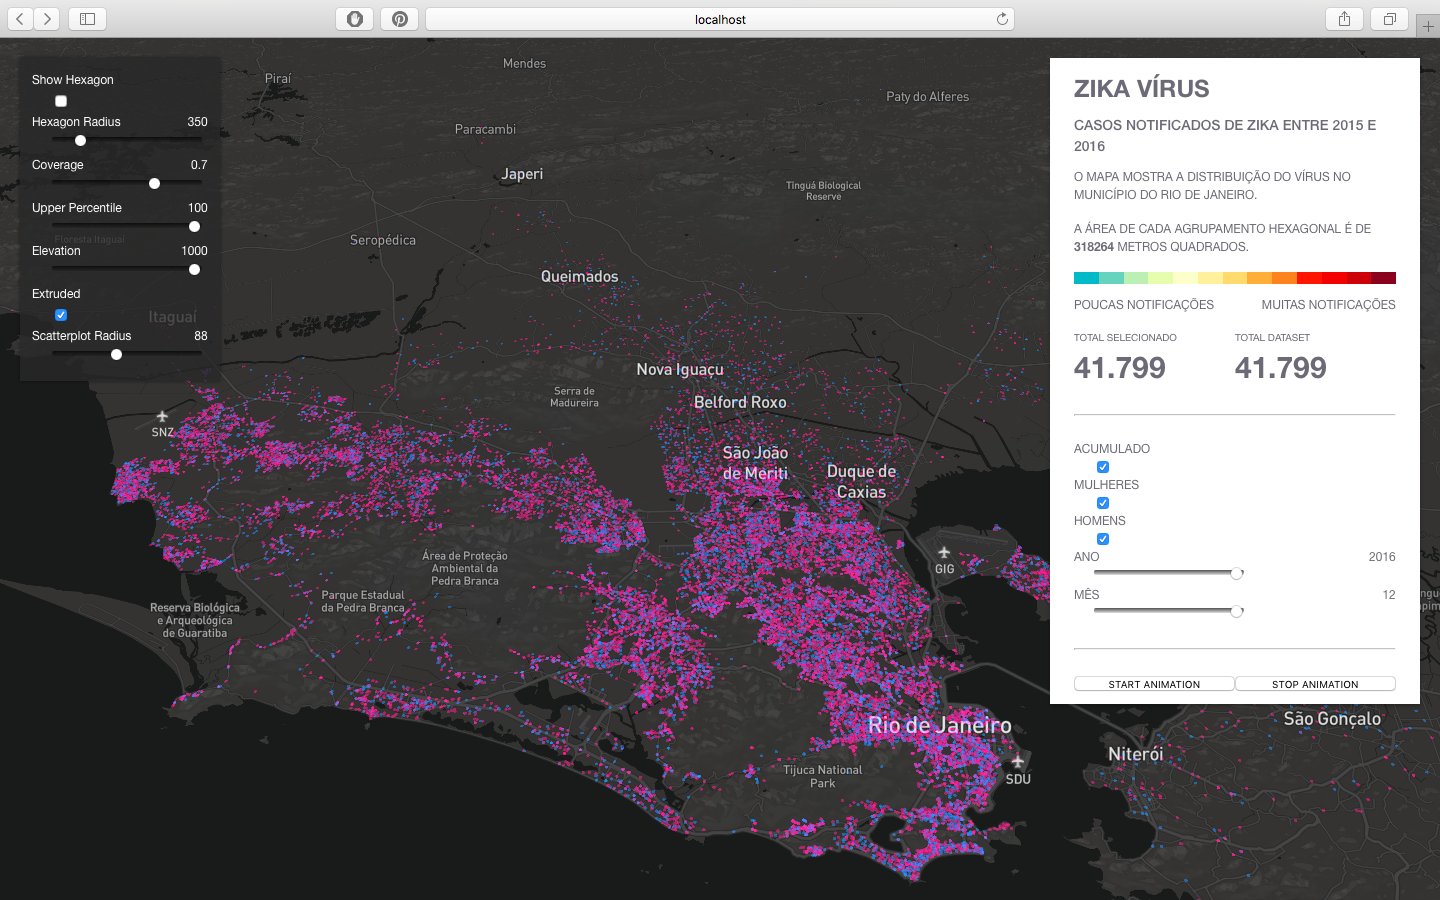 localhost
Show Hexagon
Hexagon Radius 350
Coverage 0.7
Upper Percentile 100
Floresta Itaguaí
Elevation 1000
Extruded
Itaguaí
Scatterplot Radius 88
Mendes
Piraí
Paty do Alferes
Paracambi
Japeri
Tinguá Biological
Reserve
Seropédica
Queimados
Nova Iguaçu
Serra de
Madureira
Belford Roxo
SNZ
São João
de Meriti
Duque de
Caxias
Área de Proteção
Ambiental da
Pedra Branca
GIG
Parque Estadual
da Pedra Branca
Reserva Biológica
e Arqueológica
de Guaratiba
Rio de Janeiro
Tijuca National
Park
SDU
Niterói
São Gonçalo
ZIKA VÍRUS
CASOS NOTIFICADOS DE ZIKA ENTRE 2015 E
2016
O MAPA MOSTRA A DISTRIBUIÇÃO DO VÍRUS NO
MUNICÍPIO DO RIO DE JANEIRO.
A ÁREA DE CADA AGRUPAMENTO HEXAGONAL É DE
318264 METROS QUADRADOS.
POUCAS NOTIFICAÇÕES MUITAS NOTIFICAÇÕES
TOTAL SELECIONADO TOTAL DATASET
41.799 41.799
ACUMULADO
MULHERES
HOMENS
ANO 2016
MÊS 12
START ANIMATION STOP ANIMATION